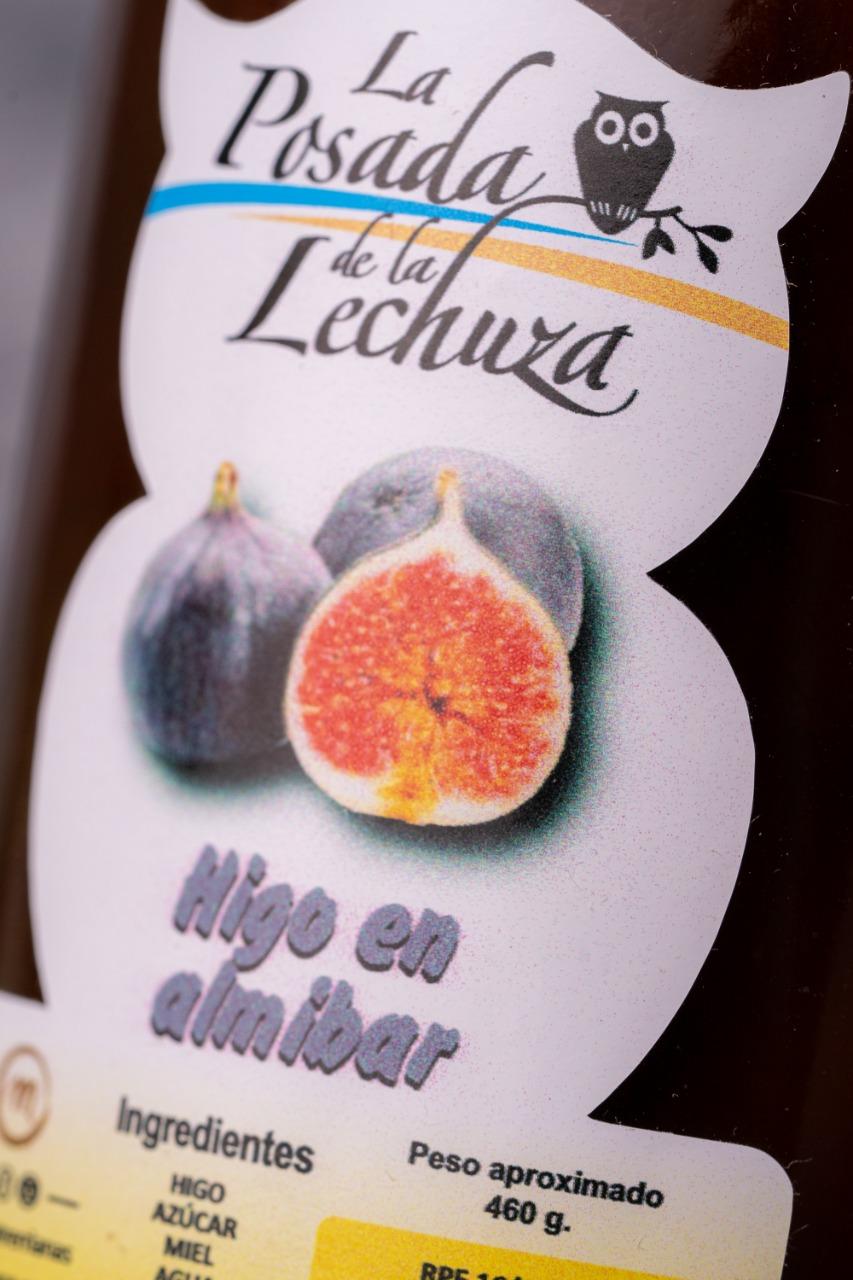 La
Posada
de la
Lechuza
Higo en
almibar
Ingredientes
HIGO
AZÚCAR
MIEL
Peso aproximado
460 g.